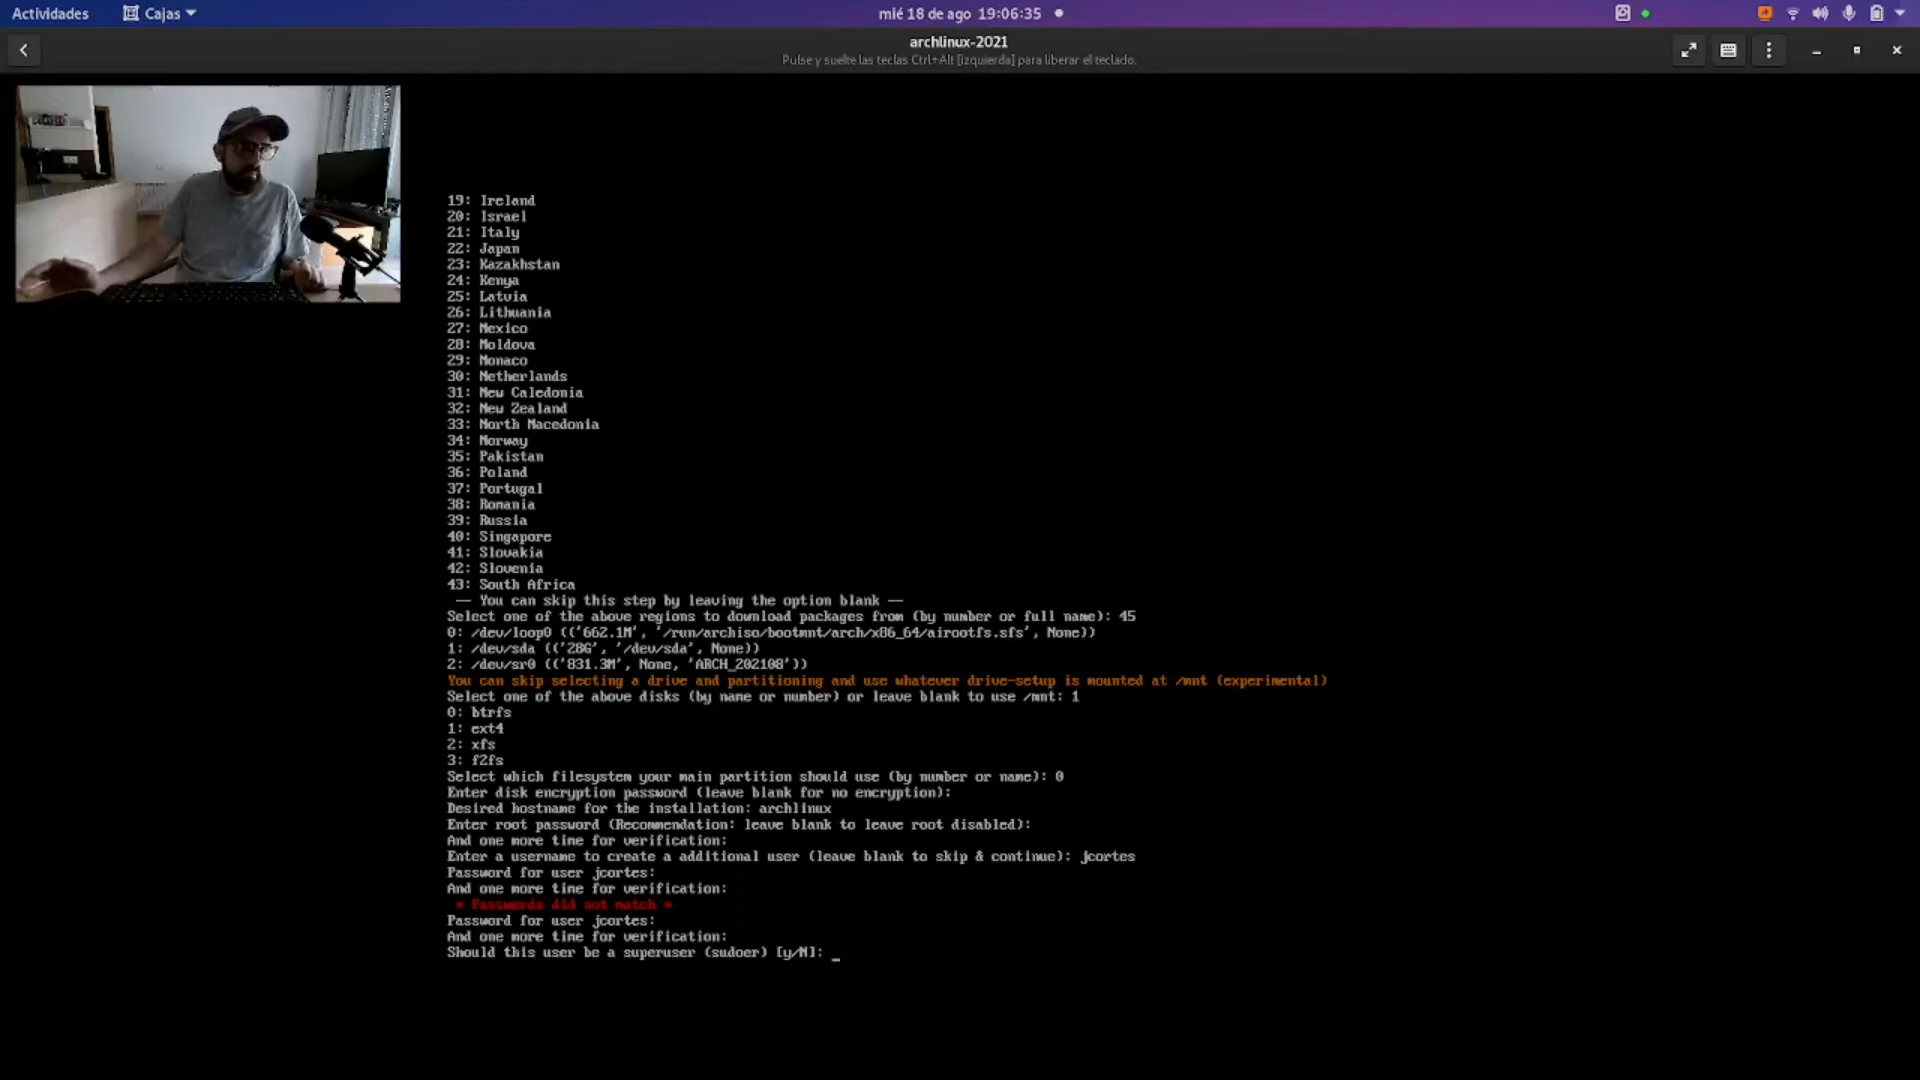 Actividades
Cajas
mié 18 de ago 19:06:35
archlinux-2021
Pulse y suelte las teclas Ctrl+Alt [izquierda] para liberar el teclado.
19: Ireland
20: Israel
21: Italy
22: Japan
23: Kazakhstan
24: Kenya
25: Latvia
26: Lithuania
27: Mexico
28: Moldova
29: Monaco
30: Netherlands
31: New Caledonia
32: New Zealand
33: North Macedonia
34: Norway
35: Pakistan
36: Poland
37: Portugal
38: Romania
39: Russia
40: Singapore
41: Slovakia
42: Slovenia
43: South Africa
-- You can skip this step by leaving the option blank --
Select one of the above regions to download packages from (by number or full name): 45
0: /dev/loop0 (('662.1M', '/run/archiso/bootmnt/arch/x86_64/airootfs.sfs', None))
1: /dev/sda (('28G', '/dev/sda', None))
2: /dev/sr0 (('831.3M', None, 'ARCH_202108'))
You can skip selecting a drive and partitioning and use whatever drive-setup is mounted at /mnt (experimental)
Select one of the above disks (by name or number) or leave blank to use /mnt: 1
0: btrfs
1: ext4
2: xfs
3: f2fs
Select which filesystem your main partition should use (by number or name): 0
Enter disk encryption password (leave blank for no encryption):
Desired hostname for the installation: archlinux
Enter root password (Recommendation: leave blank to leave root disabled):
And one more time for verification:
Enter a username to create a additional user (leave blank to skip & continue): jcortes
Password for user jcortes:
And one more time for verification:
* Passwords did not match *
Password for user jcortes:
And one more time for verification:
Should this user be a superuser (sudoer) [y/N]: _